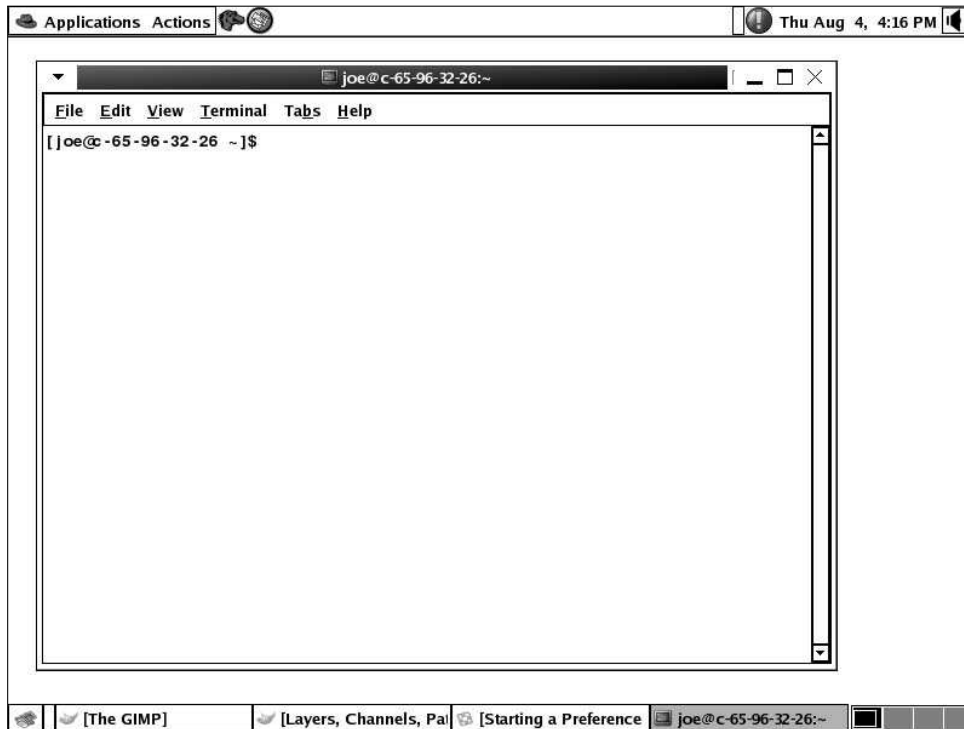 Applications Actions
Thu Aug 4, 4:16 PM
joe@c-65-96-32-26:~
File Edit View Terminal Tabs Help
[joe@c-65-96-32-26 ~]$
[The GIMP]
[Layers, Channels, Pa
[Starting a Preference
joe@c-65-96-32-26:~